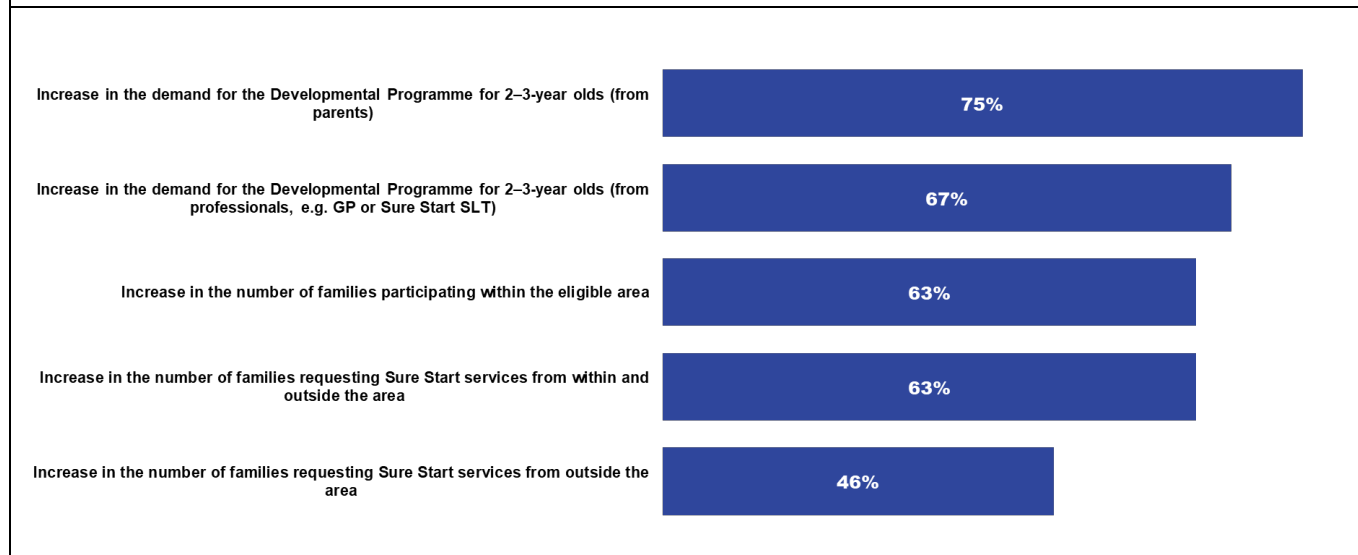 Increase in the demand for the Developmental Programme for 2–3-year olds (from
parents)
75%
Increase in the demand for the Developmental Programme for 2–3-year olds (from
professionals, e.g. GP or Sure Start SLT)
67%
Increase in the number of families participating within the eligible area
63%
Increase in the number of families requesting Sure Start services from within and
outside the area
63%
Increase in the number of families requesting Sure Start services from outside the
area
46%